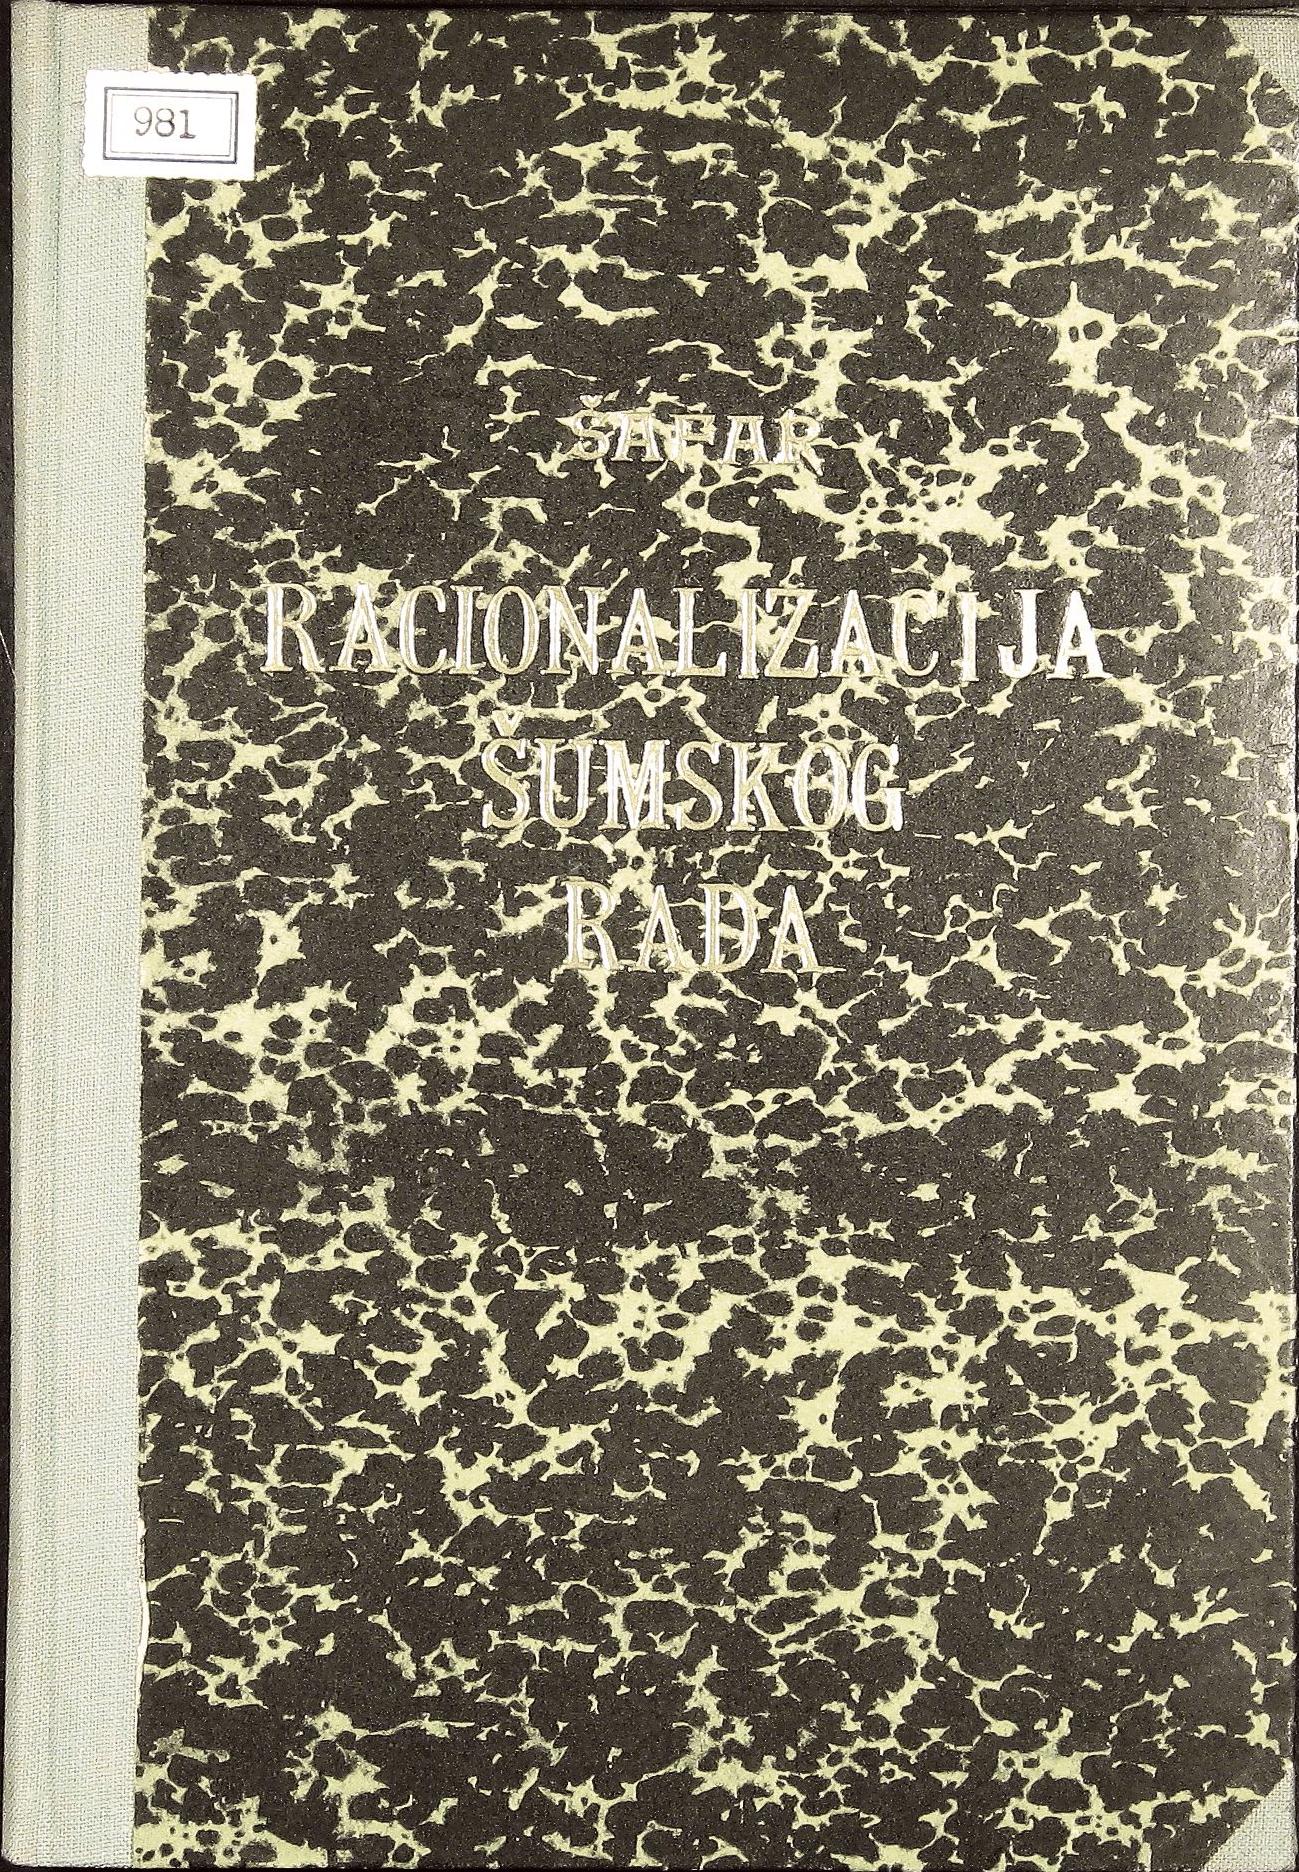 981
ŠAFAR
RACIONALIZACIJA
ŠUMSKOG
RADA